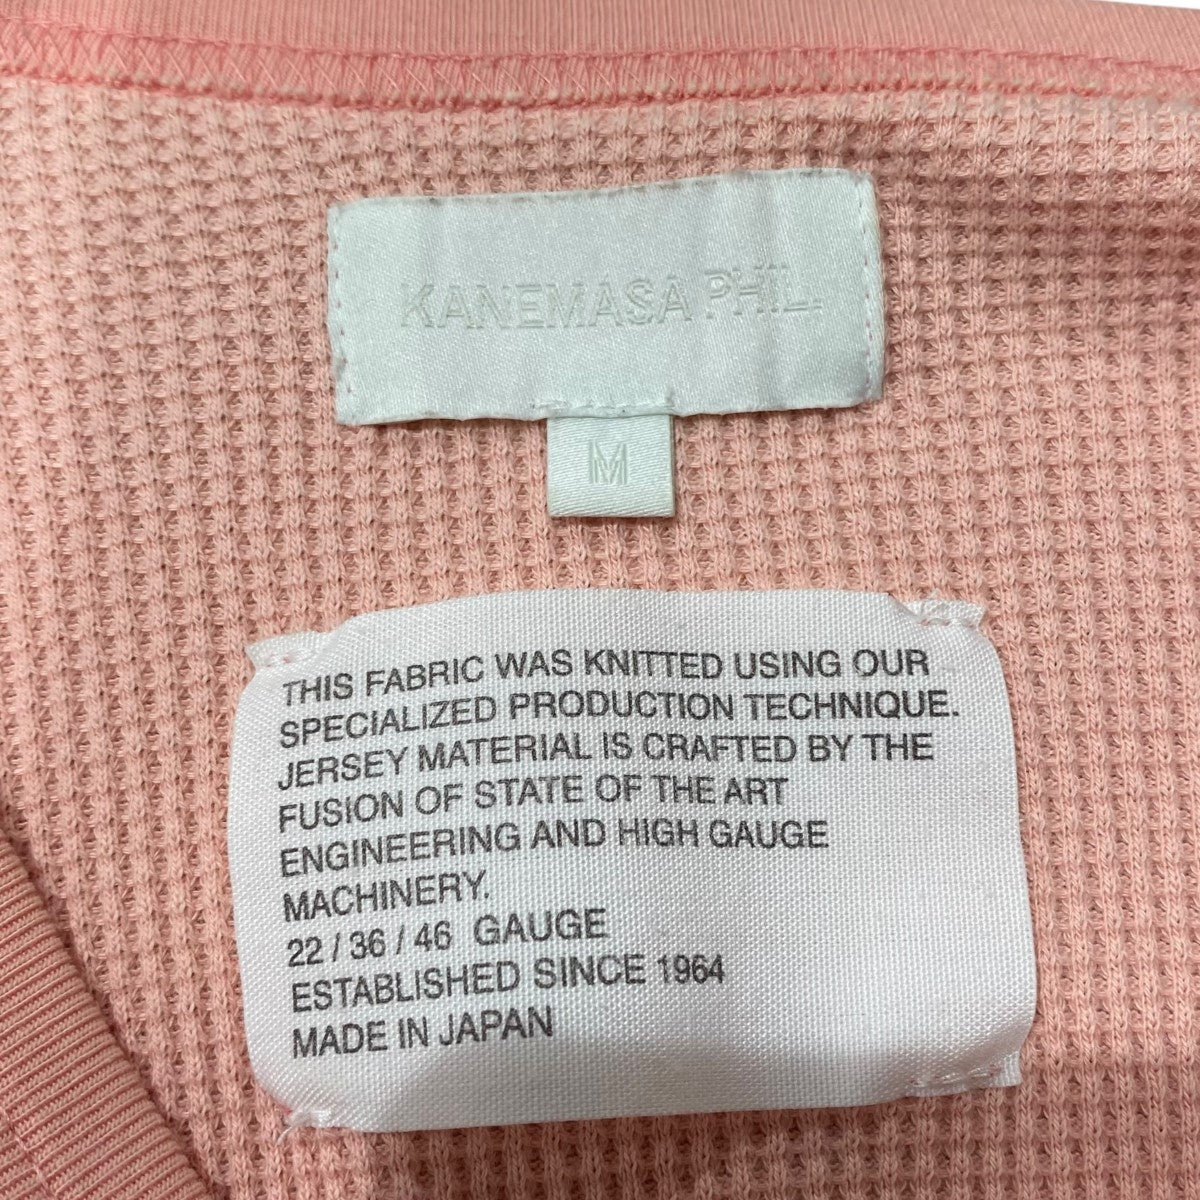 KANEMASA PHIL.
M
THIS FABRIC WAS KNITTED USING OUR
SPECIALIZED PRODUCTION TECHNIQUE.
JERSEY MATERIAL IS CRAFTED BY THE
FUSION OF STATE OF THE ART
ENGINEERING AND HIGH GAUGE
MACHINERY.
22 / 36 / 46 GAUGE
ESTABLISHED SINCE 1964
MADE IN JAPAN